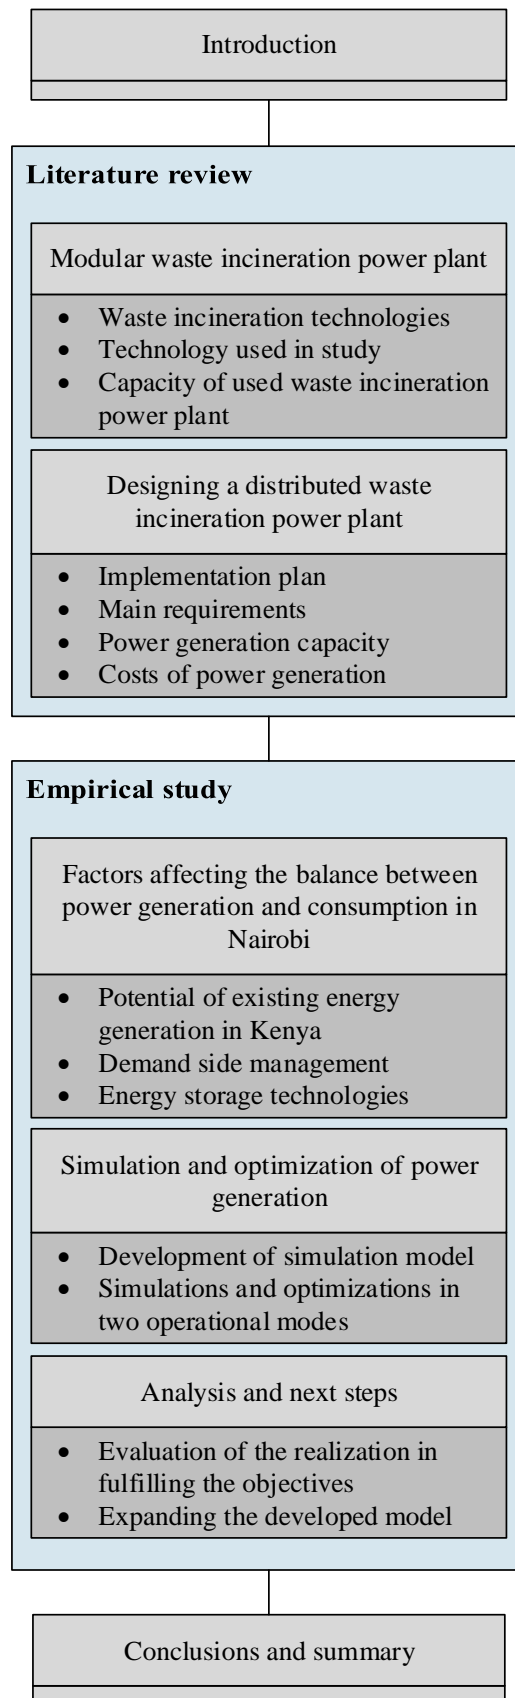 Introduction
Literature review
Modular waste incineration power plant
• Waste incineration technologies
• Technology used in study
• Capacity of used waste incineration
power plant
Designing a distributed waste
incineration power plant
• Implementation plan
• Main requirements
• Power generation capacity
• Costs of power generation
Empirical study
Factors affecting the balance between
power generation and consumption in
Nairobi
• Potential of existing energy
generation in Kenya
• Demand side management
• Energy storage technologies
Simulation and optimization of power
generation
• Development of simulation model
• Simulations and optimizations in
two operational modes
Analysis and next steps
• Evaluation of the realization in
fulfilling the objectives
• Expanding the developed model
Conclusions and summary